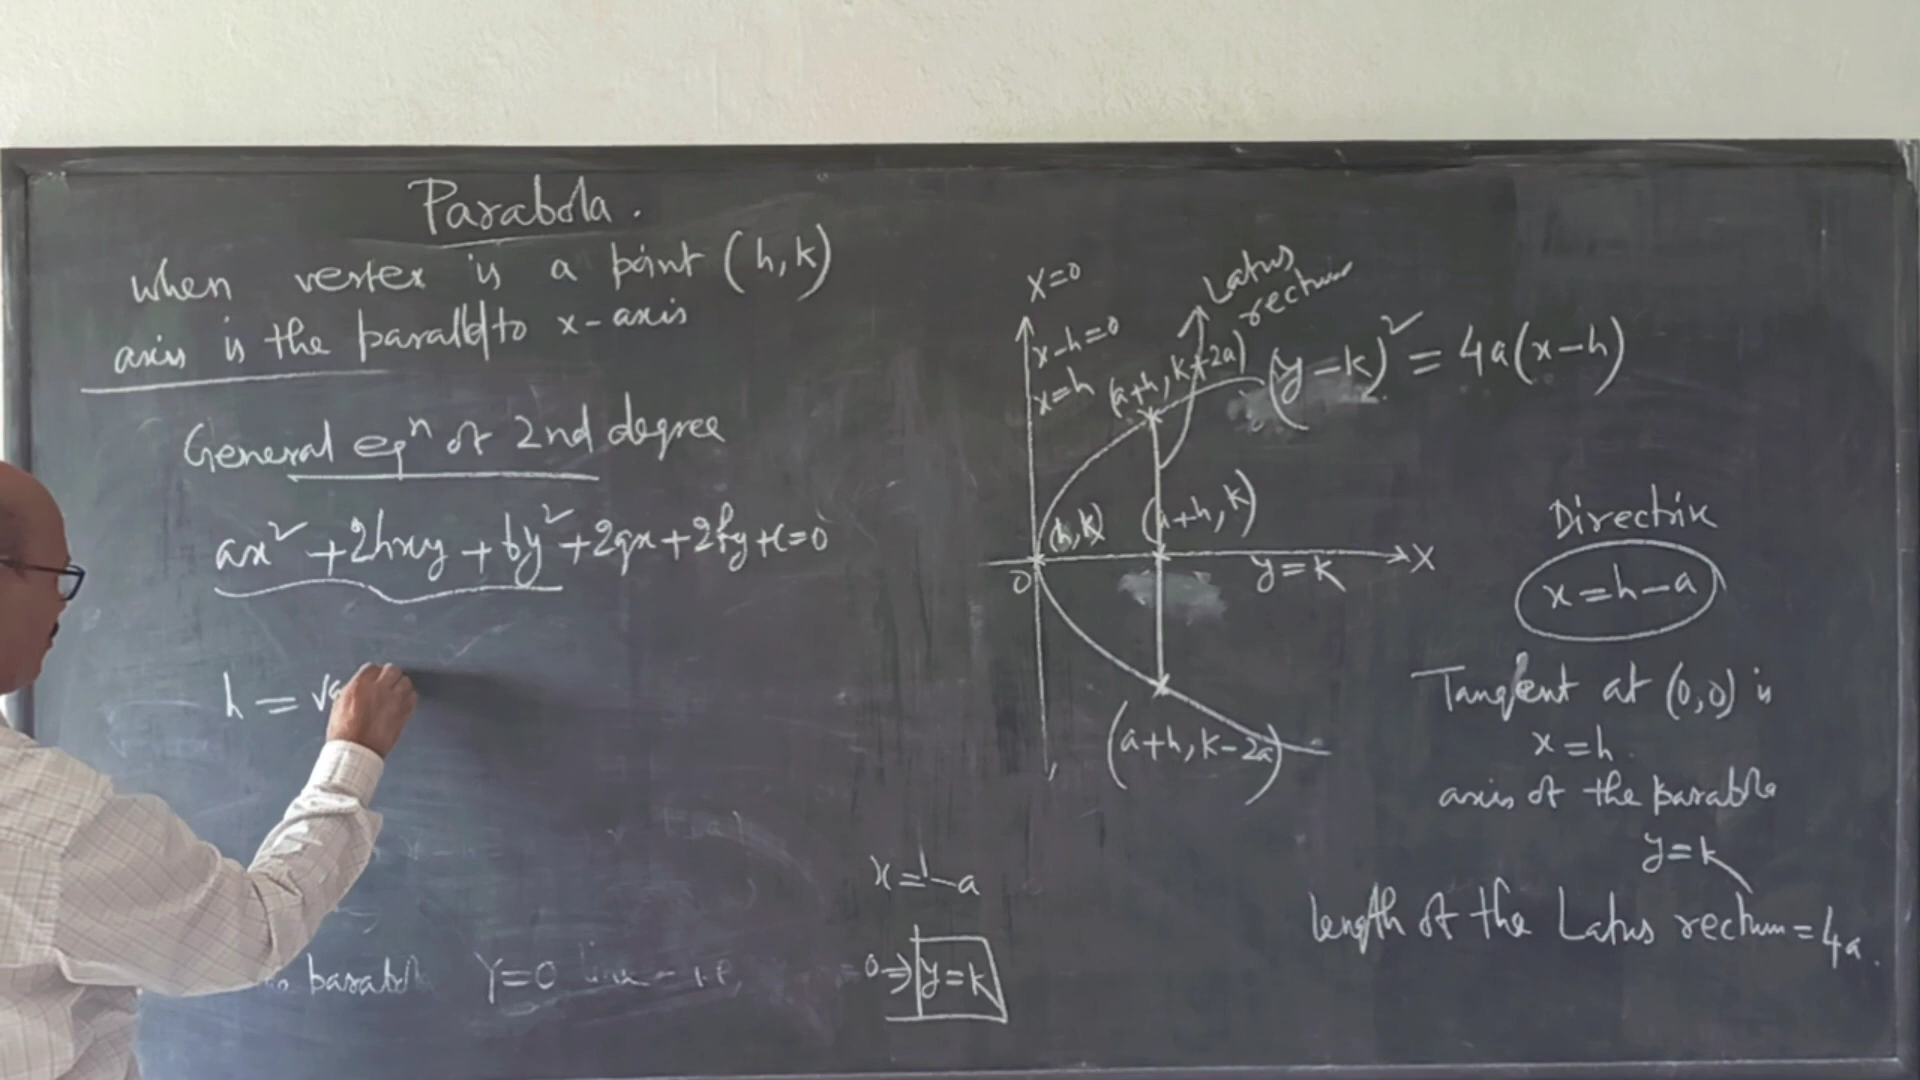 Parabola.
when vertex is a point (h,k)
axis is the parallel to x-axis
General eqⁿ of 2nd degree
ax² + 2hxy + by² + 2gx + 2fy + c = 0
h =
parabol
Y=0
x = -a
0 ⇒ y=k
X=0
x-h=0
x=h
Latus
rectum
(a+h, k+2a)
(y-k)² = 4a(x-h)
(h,k)
(a+h, k)
0
y=k
X
(a+h, k-2a)
Directrix
x=h-a
Tangent at (0,0) is
x=h.
axis of the parabola
y=k
length of the Latus rectum = 4a.